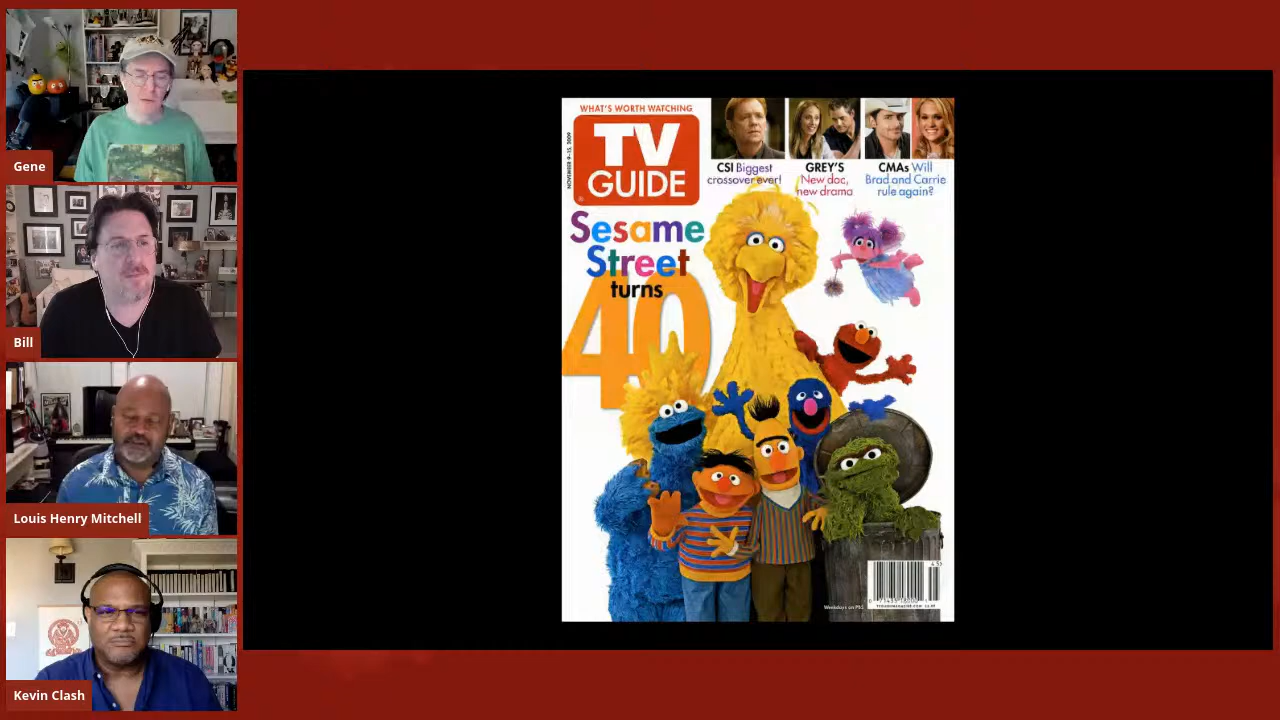 Gene
Bill
Louis Henry Mitchell
Kevin Clash
WHAT'S WORTH WATCHING
NOVEMBER 9-15, 2009
TV
GUIDE
CSI Biggest
crossover ever!
GREY'S
New doc,
new drama
CMAs Will
Brad and Carrie
rule again?
Sesame
Street
turns
40
Weekdays on PBS